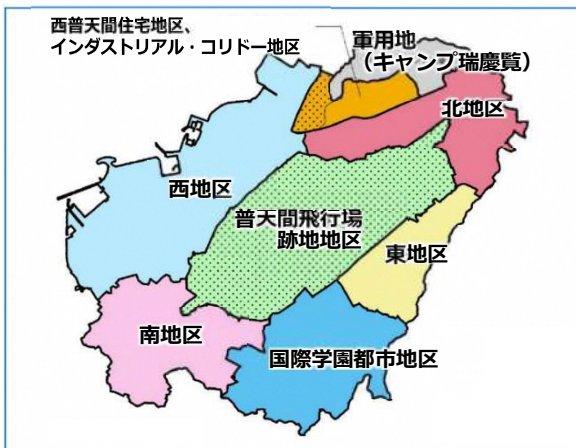 西普天間住宅地区、
インダストリアル・コリドー地区
軍用地
（キャンプ瑞慶覧）
北地区
西地区
普天間飛行場
跡地地区
東地区
南地区
国際学園都市地区